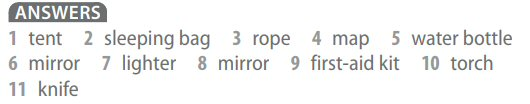 ANSWERS
1 tent 2 sleeping bag 3 rope 4 map 5 water bottle
6 mirror 7 lighter 8 mirror 9 first-aid kit 10 torch
11 knife